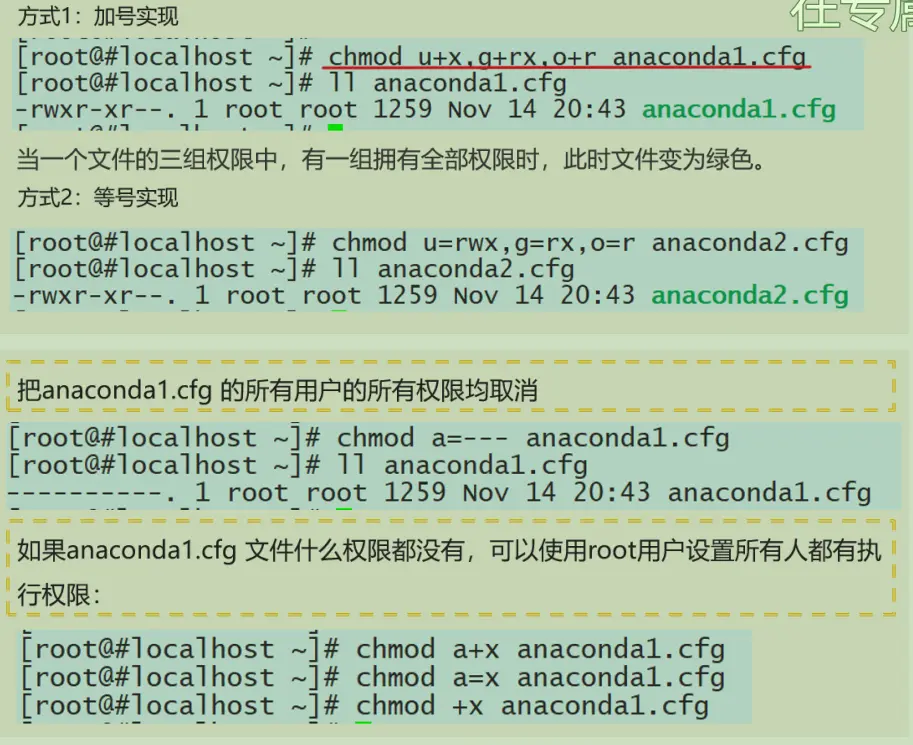 方式1：加号实现
[root@#localhost ~]# chmod u+x,g+rx,o+r anaconda1.cfg
[root@#localhost ~]# ll anaconda1.cfg
-rwxr-xr--. 1 root root 1259 Nov 14 20:43 anaconda1.cfg
当一个文件的三组权限中，有一组拥有全部权限时，此时文件变为绿色。
方式2：等号实现
[root@#localhost ~]# chmod u=rwx,g=rx,o=r anaconda2.cfg
[root@#localhost ~]# ll anaconda2.cfg
-rwxr-xr--. 1 root root 1259 Nov 14 20:43 anaconda2.cfg
把anaconda1.cfg 的所有用户的所有权限均取消
[root@#localhost ~]# chmod a=--- anaconda1.cfg
[root@#localhost ~]# ll anaconda1.cfg
----------. 1 root root 1259 Nov 14 20:43 anaconda1.cfg
如果anaconda1.cfg 文件什么权限都没有，可以使用root用户设置所有人都有执
行权限：
[root@#localhost ~]# chmod a+x anaconda1.cfg
[root@#localhost ~]# chmod a=x anaconda1.cfg
[root@#localhost ~]# chmod +x anaconda1.cfg